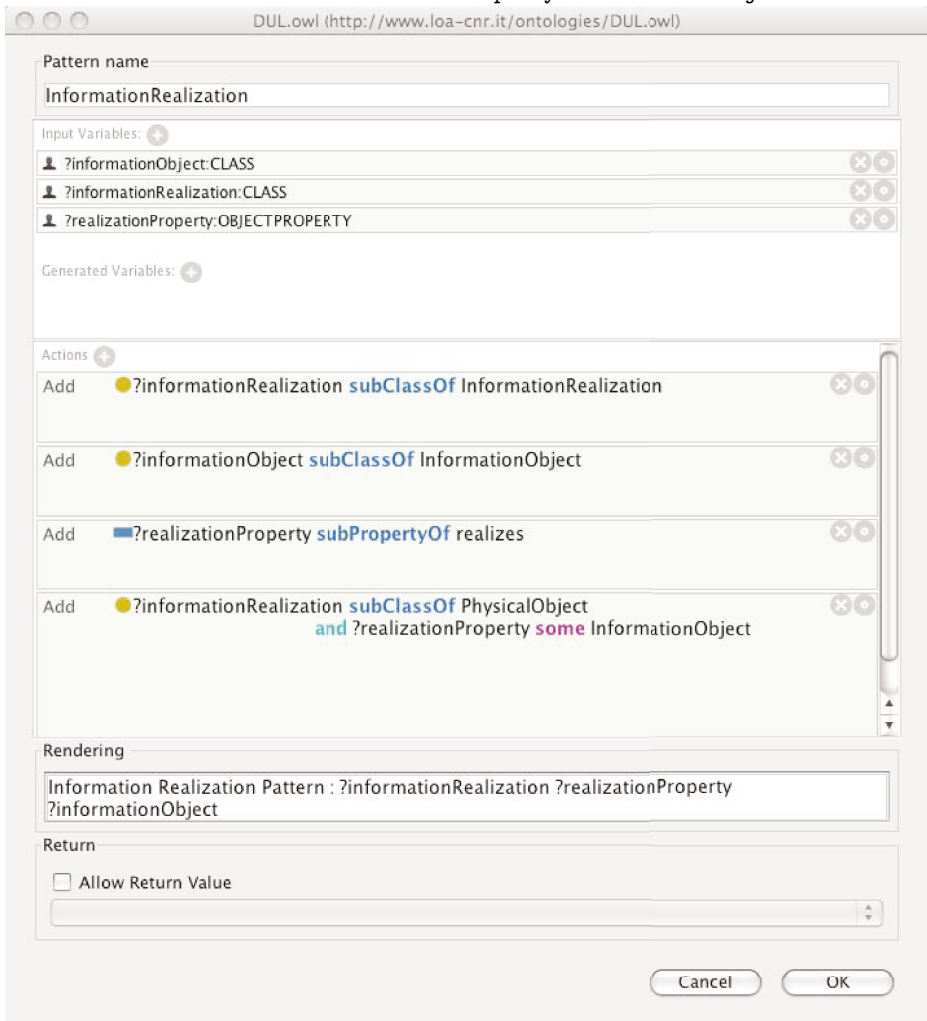 DUL.owl (http://www.loa-cnr.it/ontologies/DUL.owl)
Pattern name
InformationRealization
Input Variables:
?informationObject:CLASS
?informationRealization:CLASS
?realizationProperty:OBJECTPROPERTY
Generated Variables:
Actions
Add ?informationRealization subClassOf InformationRealization
Add ?informationObject subClassOf InformationObject
Add ?realizationProperty subPropertyOf realizes
Add ?informationRealization subClassOf PhysicalObject
and ?realizationProperty some InformationObject
Rendering
Information Realization Pattern : ?informationRealization ?realizationProperty
?informationObject
Return
Allow Return Value
Cancel OK